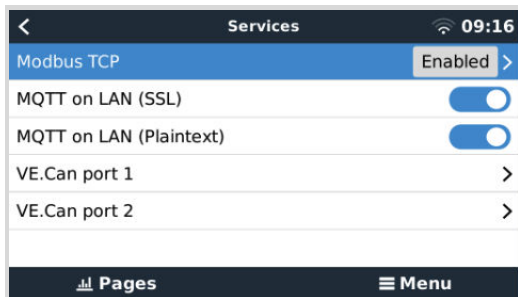 Services 09:16
Modbus TCP Enabled
MQTT on LAN (SSL)
MQTT on LAN (Plaintext)
VE.Can port 1
VE.Can port 2
Pages Menu